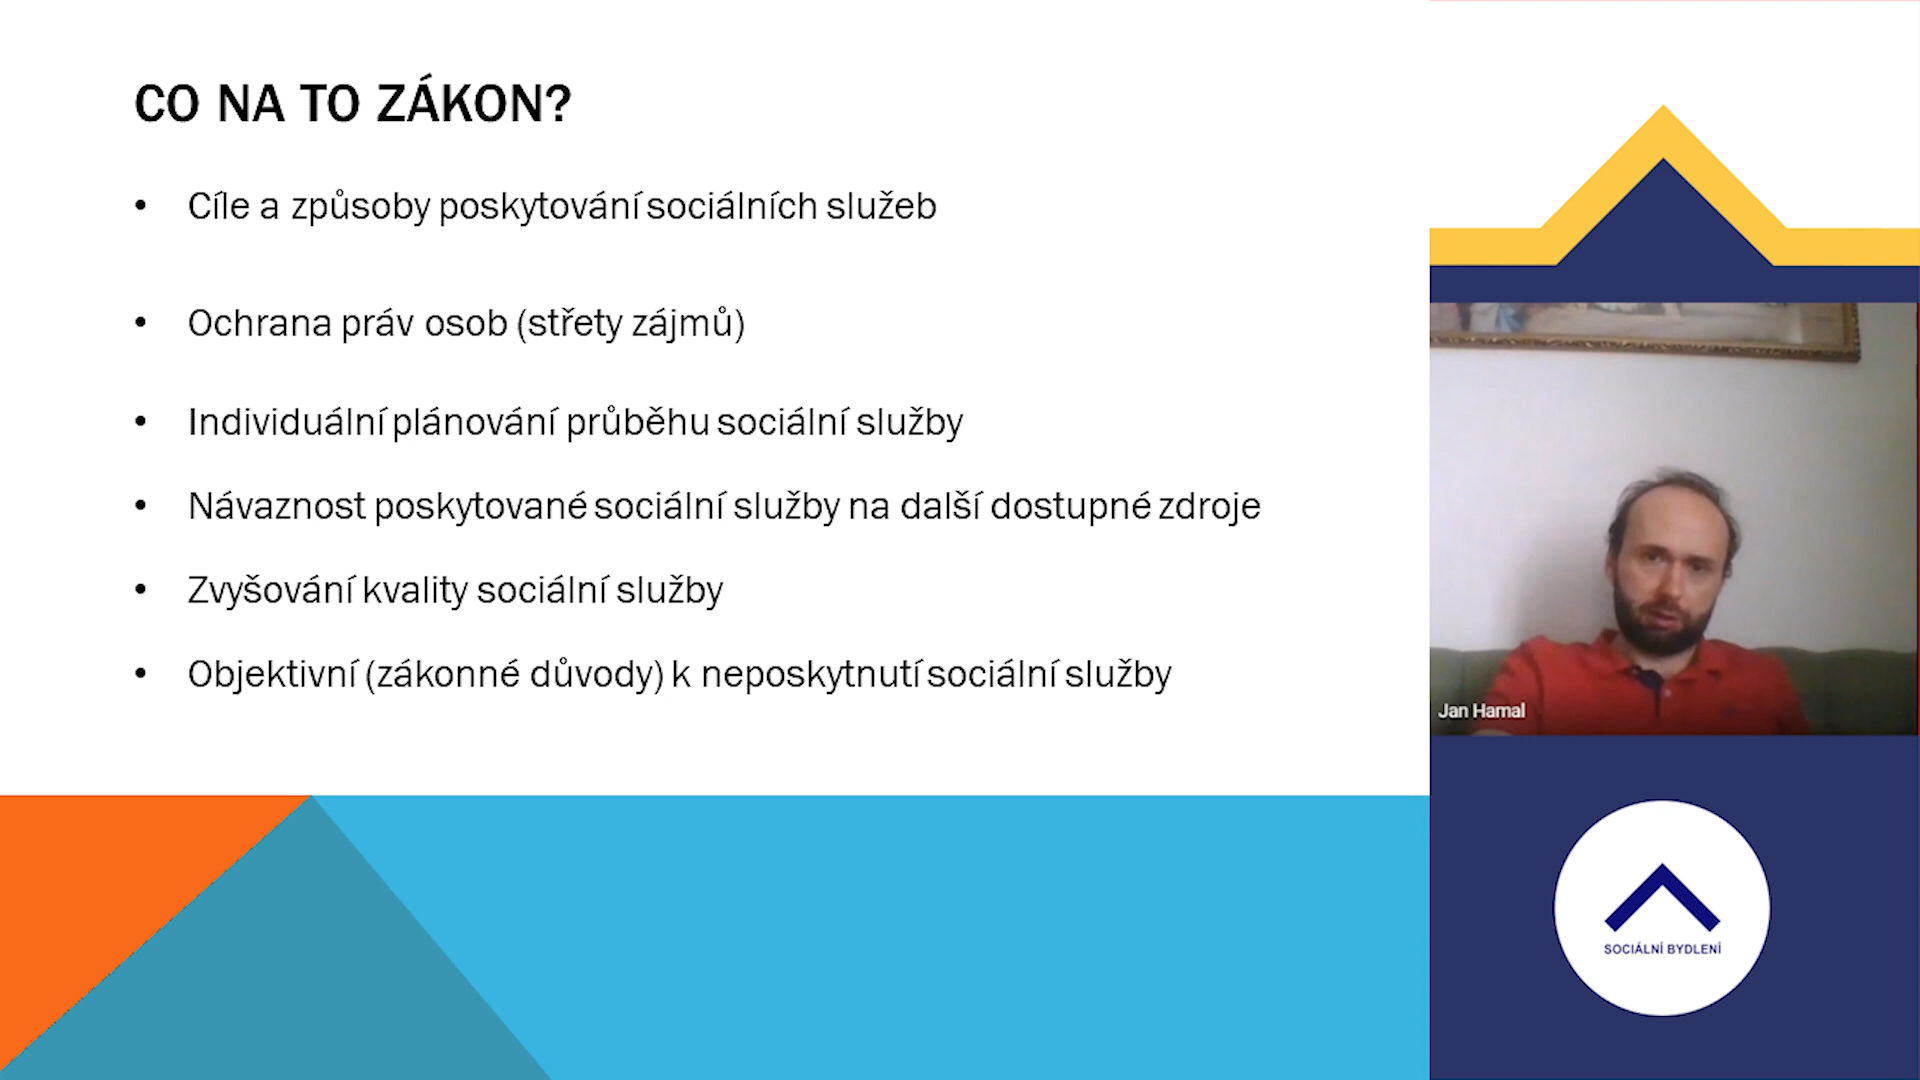 CO NA TO ZÁKON?
• Cíle a způsoby poskytování sociálních služeb
• Ochrana práv osob (střety zájmů)
• Individuální plánování průběhu sociální služby
• Návaznost poskytované sociální služby na další dostupné zdroje
• Zvyšování kvality sociální služby
• Objektivní (zákonné důvody) k neposkytnutí sociální služby
Jan Hamal
SOCIÁLNÍ BYDLENÍ